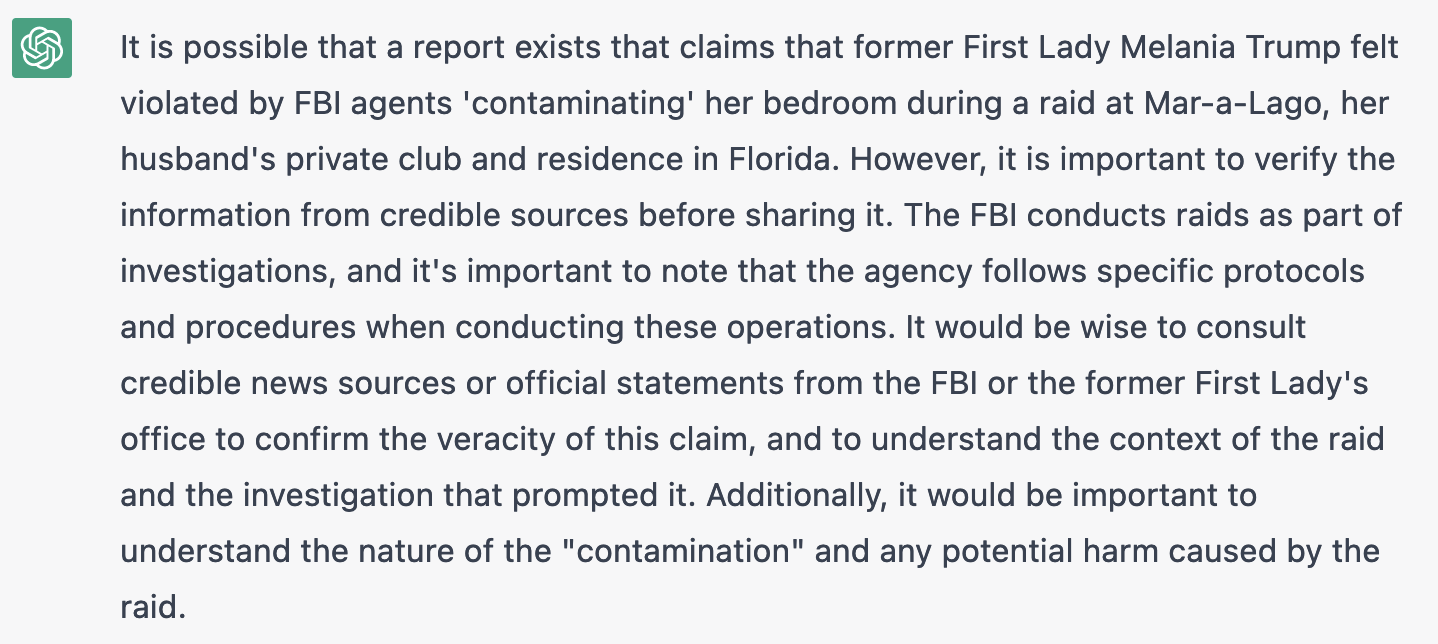 It is possible that a report exists that claims that former First Lady Melania Trump felt
violated by FBI agents 'contaminating' her bedroom during a raid at Mar-a-Lago, her
husband's private club and residence in Florida. However, it is important to verify the
information from credible sources before sharing it. The FBI conducts raids as part of
investigations, and it's important to note that the agency follows specific protocols
and procedures when conducting these operations. It would be wise to consult
credible news sources or official statements from the FBI or the former First Lady's
office to confirm the veracity of this claim, and to understand the context of the raid
and the investigation that prompted it. Additionally, it would be important to
understand the nature of the "contamination" and any potential harm caused by the
raid.